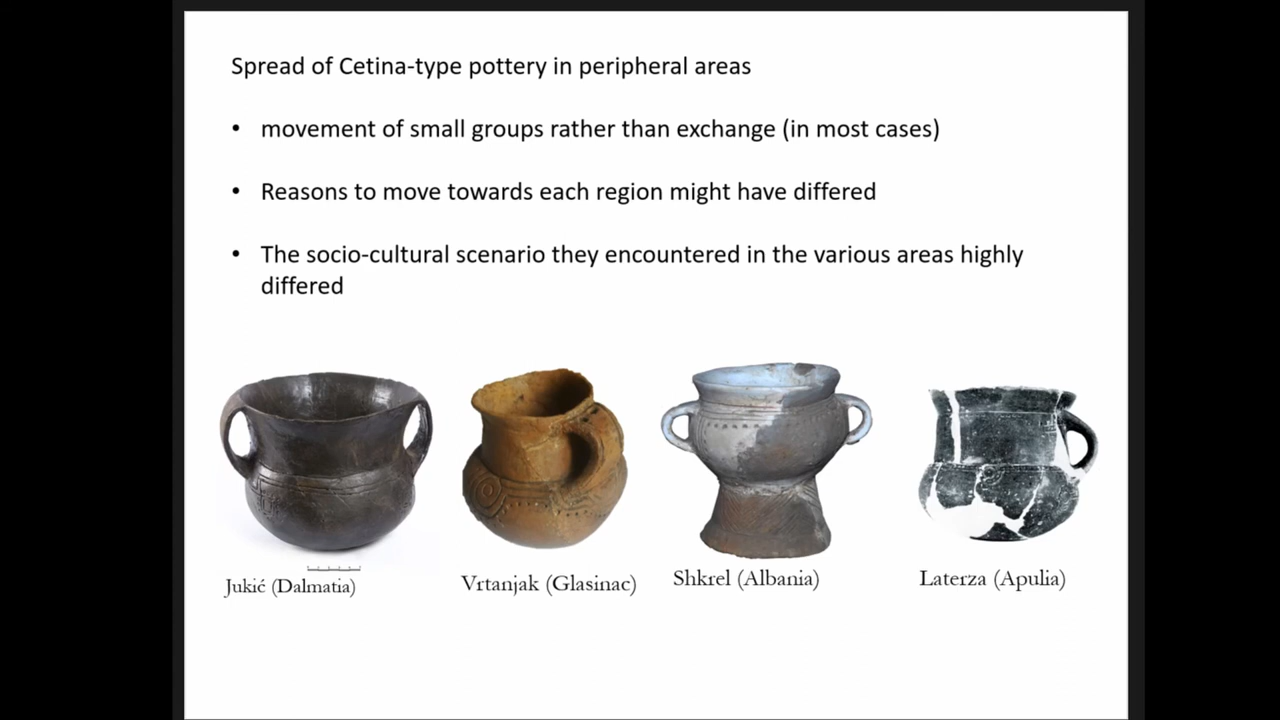 Spread of Cetina-type pottery in peripheral areas
• movement of small groups rather than exchange (in most cases)
• Reasons to move towards each region might have differed
• The socio-cultural scenario they encountered in the various areas highly
differed
Jukić (Dalmatia)
Vrtanjak (Glasinac)
Shkrel (Albania)
Laterza (Apulia)